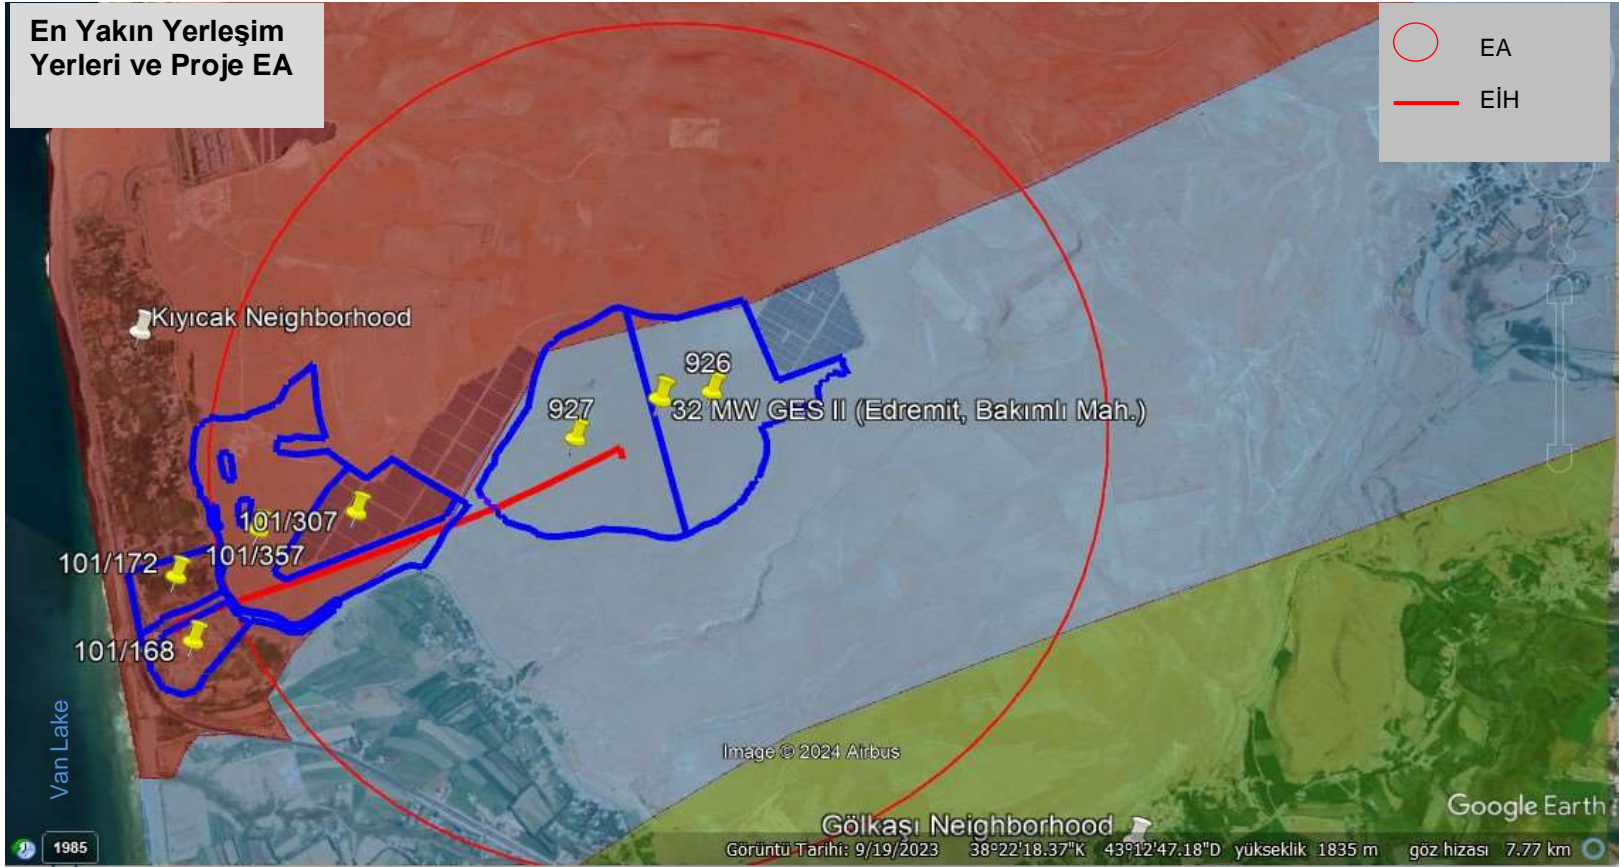 En Yakın Yerleşim
Yerleri ve Proje EA
EA
EİH
Kıyıcak Neighborhood
926
927
32 MW GES II (Edremit, Bakımlı Mah.)
101/307
101/357
101/172
101/168
Van Lake
Image © 2024 Airbus
Google Earth
Gölkaşı Neighborhood
1985
Görüntü Tarihi: 9/19/2023 38°22'18.37"K 43°12'47.18"D yükseklik 1835 m göz hizası 7.77 km